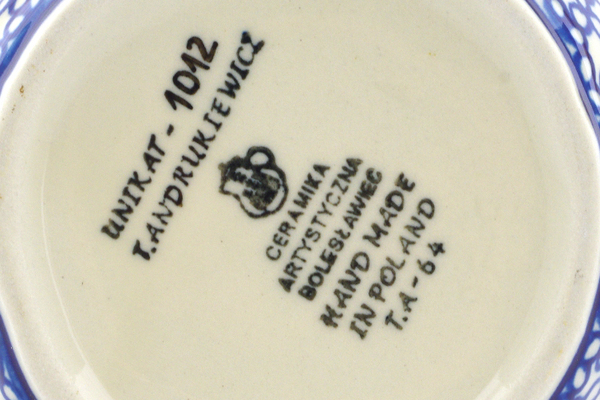 UNIKAT - 1012
T.ANDRUKIEWICZ
CERAMIKA
ARTYSTYCZNA
BOLESŁAWIEC
HAND MADE
IN POLAND
T.A - 64